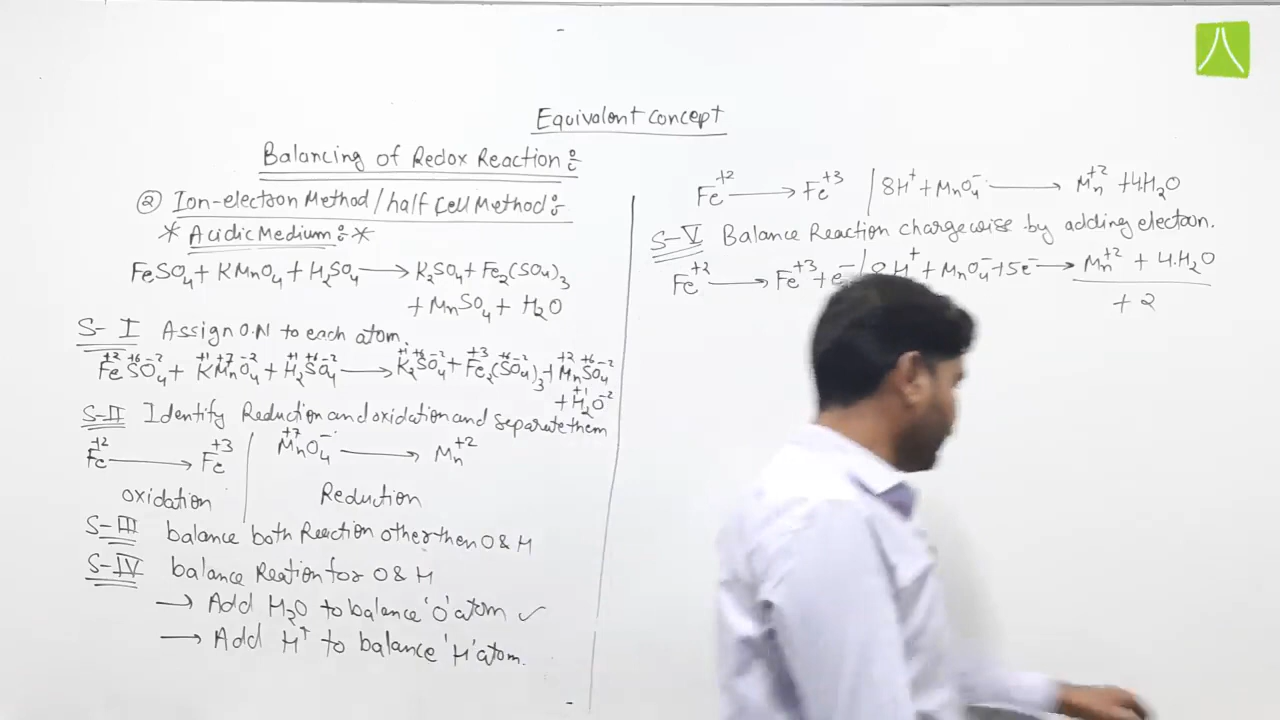 Equivalent Concept
Balancing of Redox Reaction:
② Ion-electron Method / half Cell Method:
* Acidic Medium: *
FeSO₄ + KMnO₄ + H₂SO₄ → K₂SO₄ + Fe₂(SO₄)₃
+ MnSO₄ + H₂O
S-I Assign O.N to each atom.
+2 +6 -2 +1 +7 -2 +1 +6 -2 +1 +6 -2 +3 +6 -2 +2 +6 -2
FeSO₄ + KMnO₄ + H₂SO₄ → K₂SO₄ + Fe₂(SO₄)₃ + MnSO₄
+1 -2
+ H₂O
S-II Identify Reduction and oxidation and separate them
Fe⁺² → Fe⁺³ | +7 MnO₄⁻ → Mn⁺²
oxidation Reduction
S-III balance both Reaction other then O & H
S-IV balance Reation for O & H
→ Add H₂O to balance 'O' atom ✓
→ Add H⁺ to balance 'H' atom.
Fe⁺² → Fe⁺³ | 8H⁺ + MnO₄⁻ → Mn⁺² + 4H₂O
S-V Balance Reaction chargewise by adding electron.
Fe⁺² → Fe⁺³ + e⁻ | 8H⁺ + MnO₄⁻ + 5e⁻ → Mn⁺² + 4H₂O
+ 2